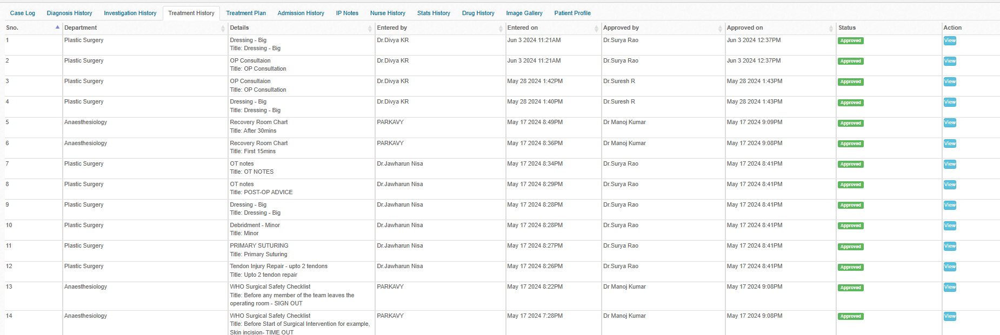 Case Log Diagnosis History Investigation History Treatment History Treatment Plan Admission History IP Notes Nurse History Stats History Drug History Image Gallery Patient Profile
Sno. Department Details Entered by Entered on Approved by Approved on Status Action
1 Plastic Surgery Dressing - Big Dr.Divya KR Jun 3 2024 11:21AM Dr.Surya Rao Jun 3 2024 12:37PM Approved View
Title: Dressing - Big
2 Plastic Surgery OP Consultaion Dr.Divya KR Jun 3 2024 11:21AM Dr.Surya Rao Jun 3 2024 12:37PM Approved View
Title: OP Consultation
3 Plastic Surgery OP Consultaion Dr.Divya KR May 28 2024 1:42PM Dr.Suresh R May 28 2024 1:43PM Approved View
Title: OP Consultation
4 Plastic Surgery Dressing - Big Dr.Divya KR May 28 2024 1:40PM Dr.Suresh R May 28 2024 1:43PM Approved View
Title: Dressing - Big
5 Anaesthesiology Recovery Room Chart PARKAVY May 17 2024 8:49PM Dr Manoj Kumar May 17 2024 9:09PM Approved View
Title: After 30mins
6 Anaesthesiology Recovery Room Chart PARKAVY May 17 2024 8:36PM Dr Manoj Kumar May 17 2024 9:08PM Approved View
Title: First 15mins
7 Plastic Surgery OT notes Dr.Jawharun Nisa May 17 2024 8:34PM Dr.Surya Rao May 17 2024 8:41PM Approved View
Title: OT NOTES
8 Plastic Surgery OT notes Dr.Jawharun Nisa May 17 2024 8:29PM Dr.Surya Rao May 17 2024 8:41PM Approved View
Title: POST-OP ADVICE
9 Plastic Surgery Dressing - Big Dr.Jawharun Nisa May 17 2024 8:28PM Dr.Surya Rao May 17 2024 8:41PM Approved View
Title: Dressing - Big
10 Plastic Surgery Debridment - Minor Dr.Jawharun Nisa May 17 2024 8:28PM Dr.Surya Rao May 17 2024 8:41PM Approved View
Title: Minor
11 Plastic Surgery PRIMARY SUTURING Dr.Jawharun Nisa May 17 2024 8:27PM Dr.Surya Rao May 17 2024 8:41PM Approved View
Title: Primary Suturing
12 Plastic Surgery Tendon Injury Repair - upto 2 tendons Dr.Jawharun Nisa May 17 2024 8:26PM Dr.Surya Rao May 17 2024 8:41PM Approved View
Title: Upto 2 tendon repair
13 Anaesthesiology WHO Surgical Safety Checklist PARKAVY May 17 2024 8:22PM Dr Manoj Kumar May 17 2024 9:08PM Approved View
Title: Before any member of the team leaves the
operating room - SIGN OUT
14 Anaesthesiology WHO Surgical Safety Checklist PARKAVY May 17 2024 7:28PM Dr Manoj Kumar May 17 2024 9:08PM Approved View
Title: Before Start of Surgical Intervention for example,
Skin incision- TIME OUT